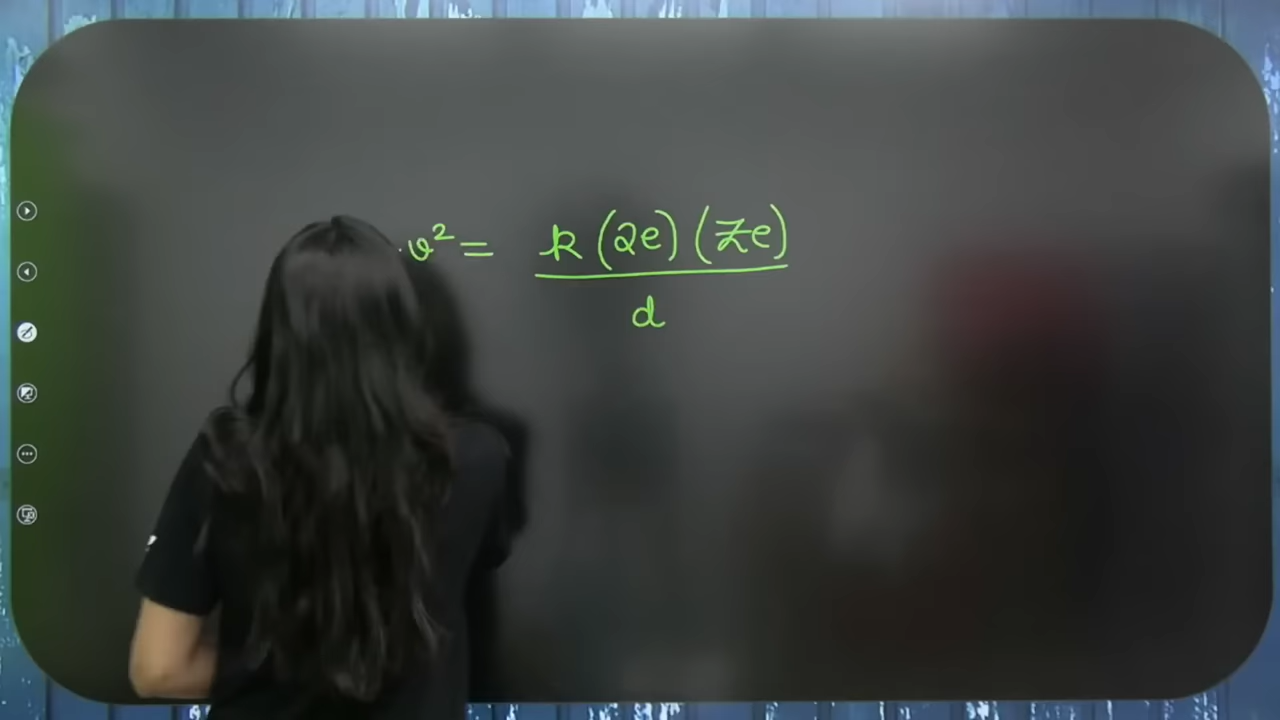 v² = k(2e)(Ze)
d